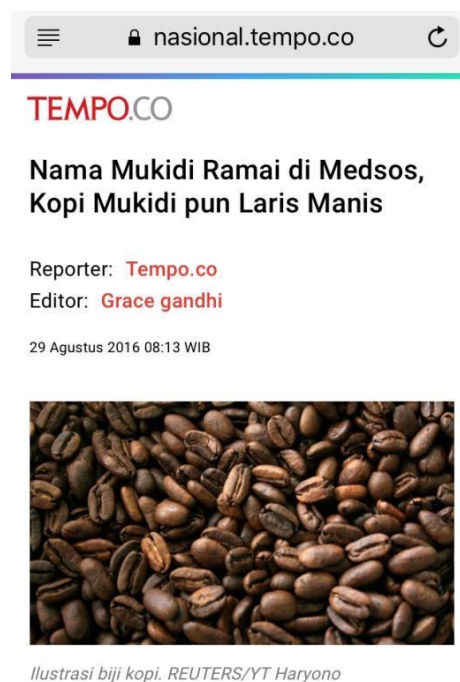 nasional.tempo.co
TEMPO.CO
Nama Mukidi Ramai di Medsos,
Kopi Mukidi pun Laris Manis
Reporter: Tempo.co
Editor: Grace gandhi
29 Agustus 2016 08:13 WIB
Ilustrasi biji kopi. REUTERS/YT Haryono